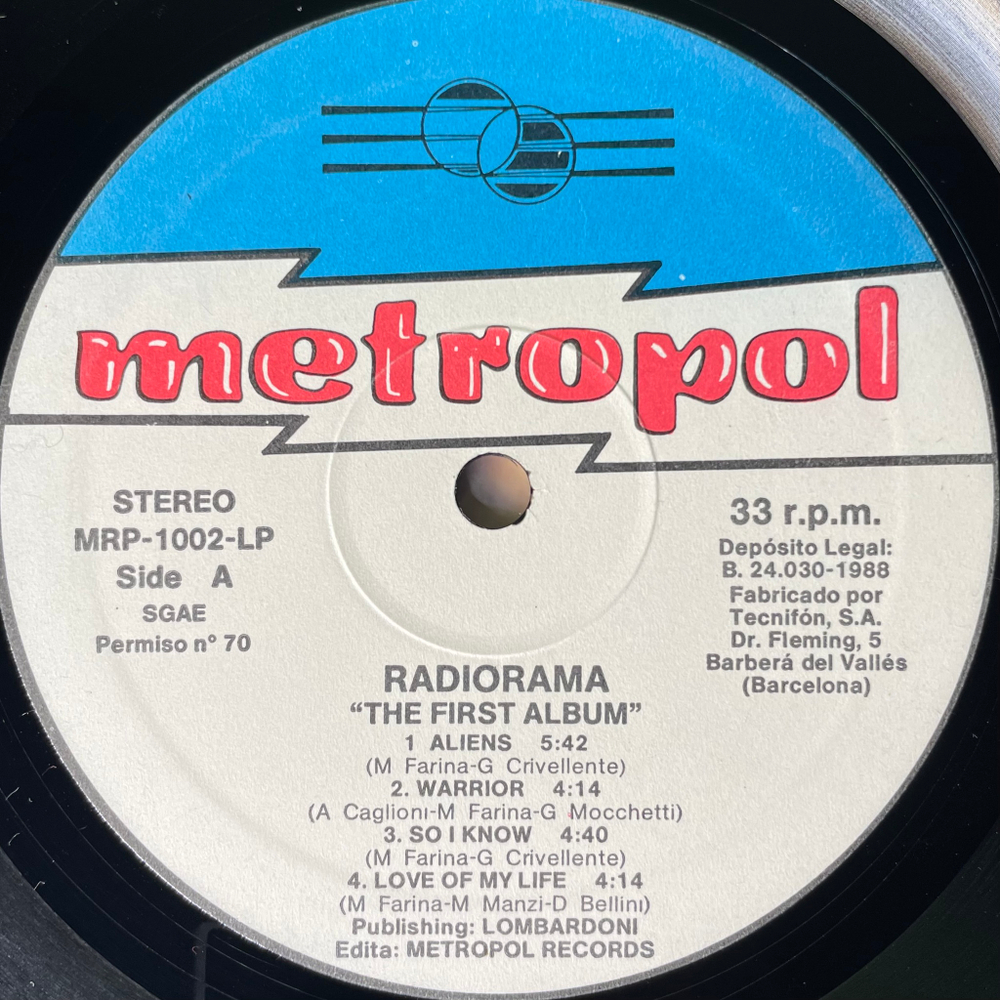 metropol
STEREO
MRP-1002-LP
Side A
SGAE
Permiso n° 70
33 r.p.m.
Depósito Legal:
B. 24.030-1988
Fabricado por
Tecnifón, S.A.
Dr. Fleming, 5
Barberá del Vallés
(Barcelona)
RADIORAMA
“THE FIRST ALBUM”
1 ALIENS 5:42
(M Farina-G Crivellente)
2. WARRIOR 4:14
(A Caglioni-M Farina-G Mocchetti)
3. SO I KNOW 4:40
(M Farina-G Crivellente)
4. LOVE OF MY LIFE 4:14
(M Farina-M Manzi-D Bellini)
Publishing: LOMBARDONI
Edita: METROPOL RECORDS